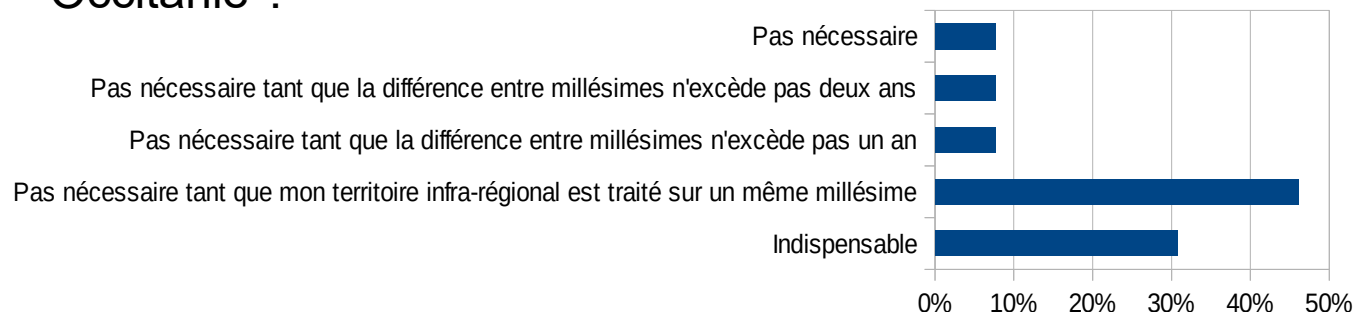 Occitanie".
Pas nécessaire
Pas nécessaire tant que la différence entre millésimes n'excède pas deux ans
Pas nécessaire tant que la différence entre millésimes n'excède pas un an
Pas nécessaire tant que mon territoire infra-régional est traité sur un même millésime
Indispensable
0% 10% 20% 30% 40% 50%